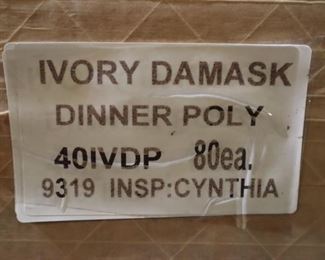 IVORY DAMASK
DINNER POLY
40IVDP 80ea.
9319 INSP:CYNTHIA